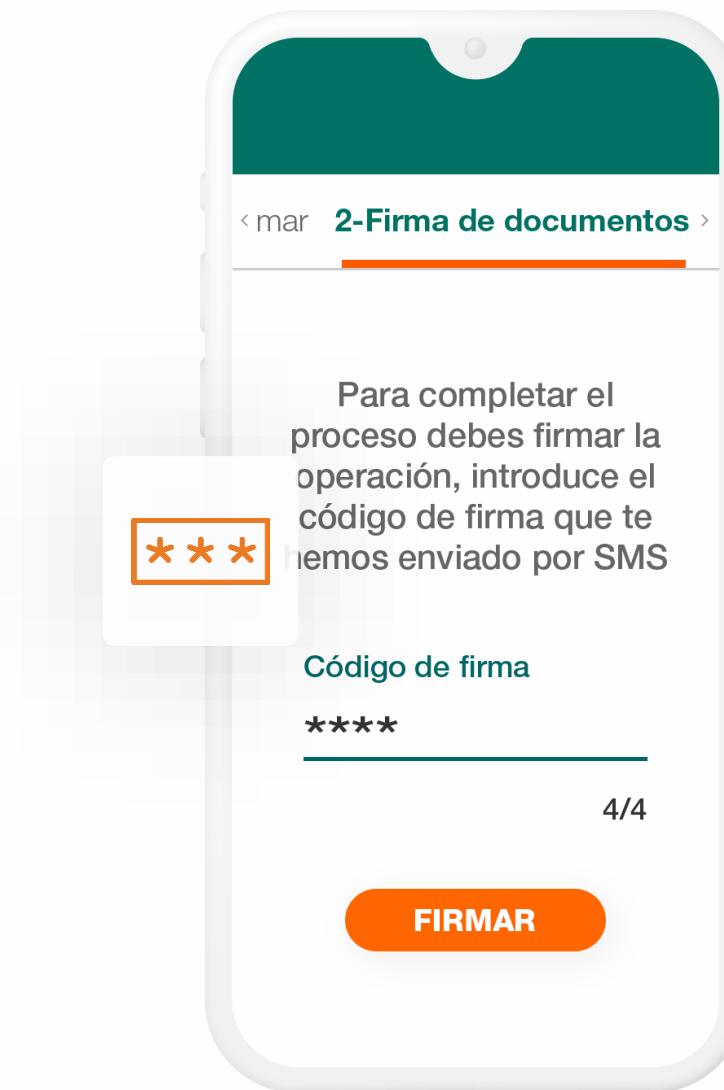 < mar 2-Firma de documentos >
Para completar el
proceso debes firmar la
operación, introduce el
código de firma que te
hemos enviado por SMS
***
Código de firma
****
4/4
FIRMAR